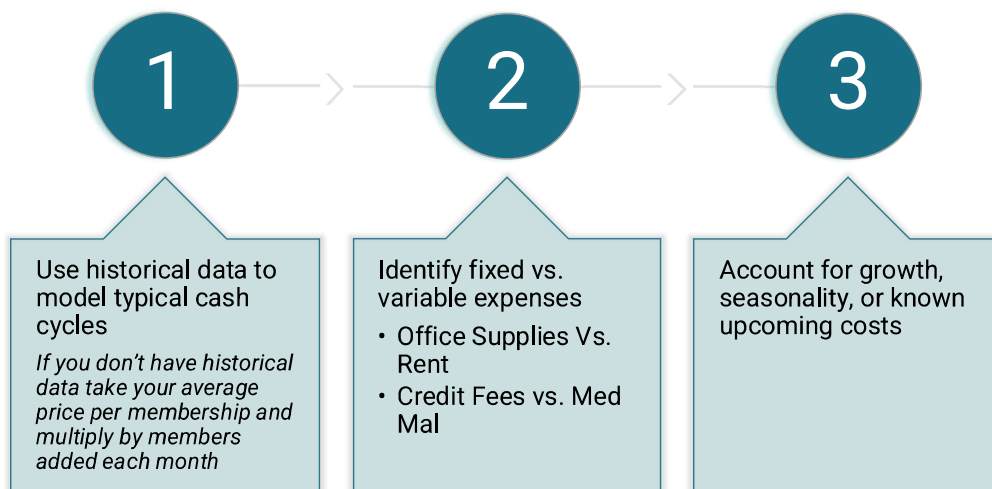 1
2
3
Use historical data to
model typical cash
cycles
If you don’t have historical
data take your average
price per membership and
multiply by members
added each month
Identify fixed vs.
variable expenses
• Office Supplies Vs.
Rent
• Credit Fees vs. Med
Mal
Account for growth,
seasonality, or known
upcoming costs